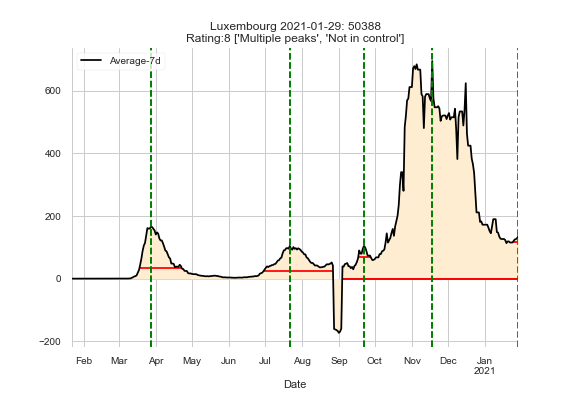 Luxembourg 2021-01-29: 50388
Rating:8 ['Multiple peaks', 'Not in control']
Average-7d
600
400
200
0
−200
Feb Mar Apr May Jun Jul Aug Sep Oct Nov Dec Jan
2021
Date